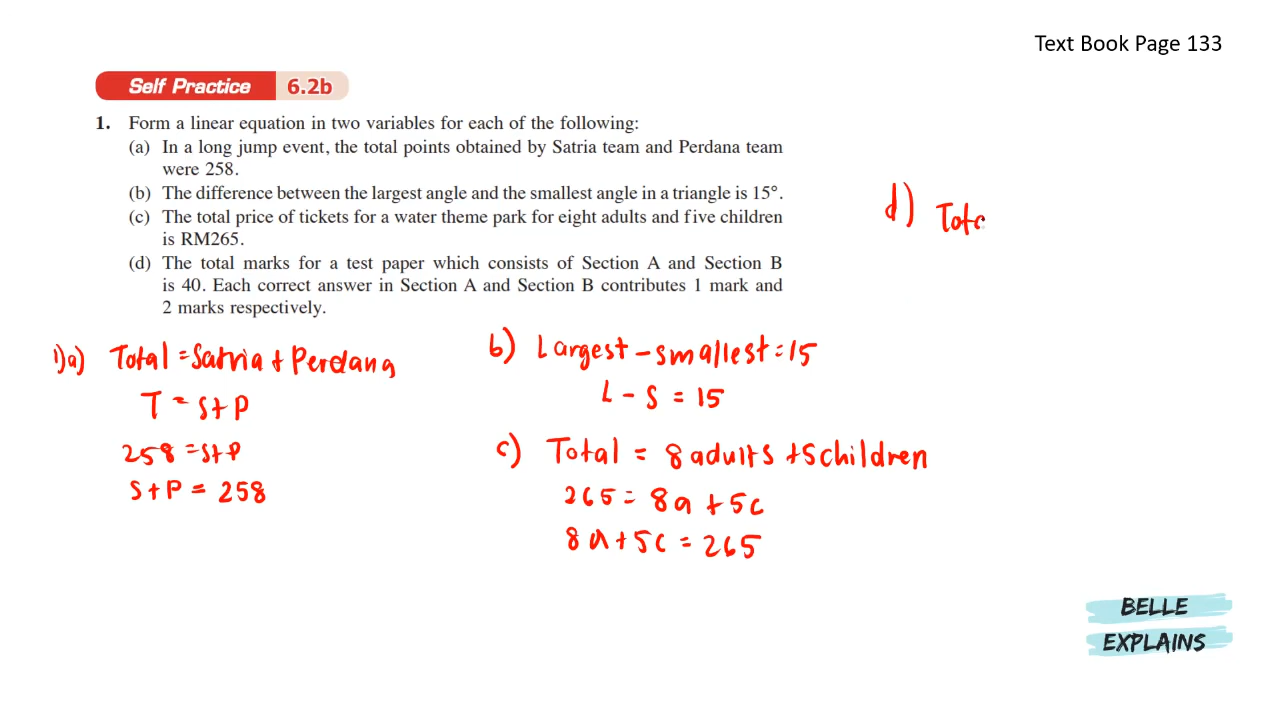 Text Book Page 133
Self Practice 6.2b
1. Form a linear equation in two variables for each of the following:
(a) In a long jump event, the total points obtained by Satria team and Perdana team
were 258.
(b) The difference between the largest angle and the smallest angle in a triangle is 15°.
(c) The total price of tickets for a water theme park for eight adults and five children
is RM265.
(d) The total marks for a test paper which consists of Section A and Section B
is 40. Each correct answer in Section A and Section B contributes 1 mark and
2 marks respectively.
1)a) Total = Satria + Perdana
T = S + P
258 = S + P
S + P = 258
b) Largest - smallest = 15
L - S = 15
c) Total = 8 adults + 5 children
265 = 8a + 5c
8a + 5c = 265
d) Tota
BELLE
EXPLAINS